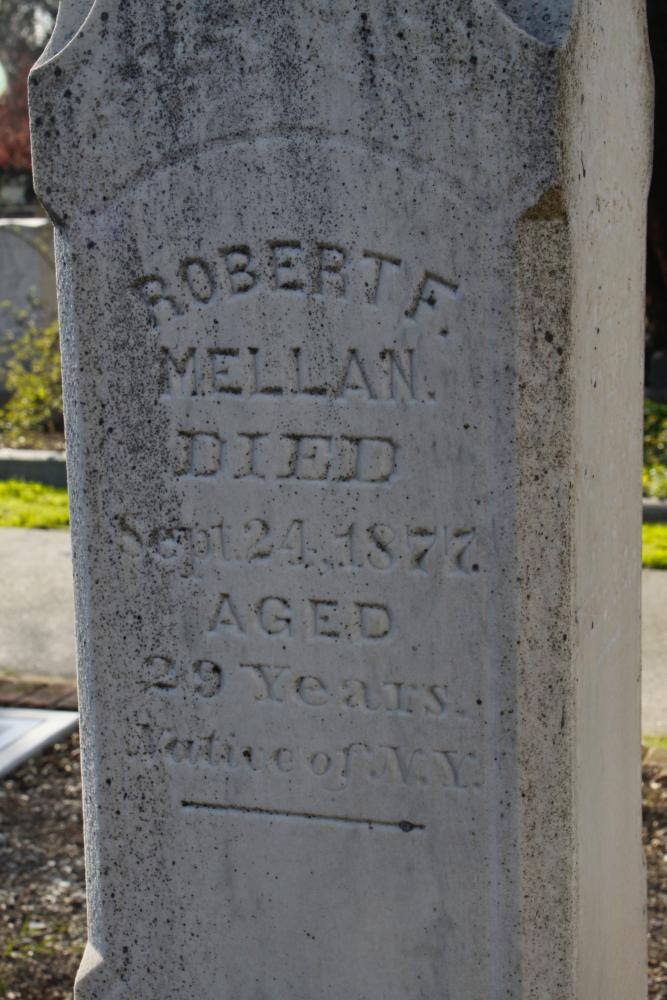 ROBERT F.
MELLAN.
DIED
Sept. 24, 1877.
AGED
29 Years.
Native of N.Y.